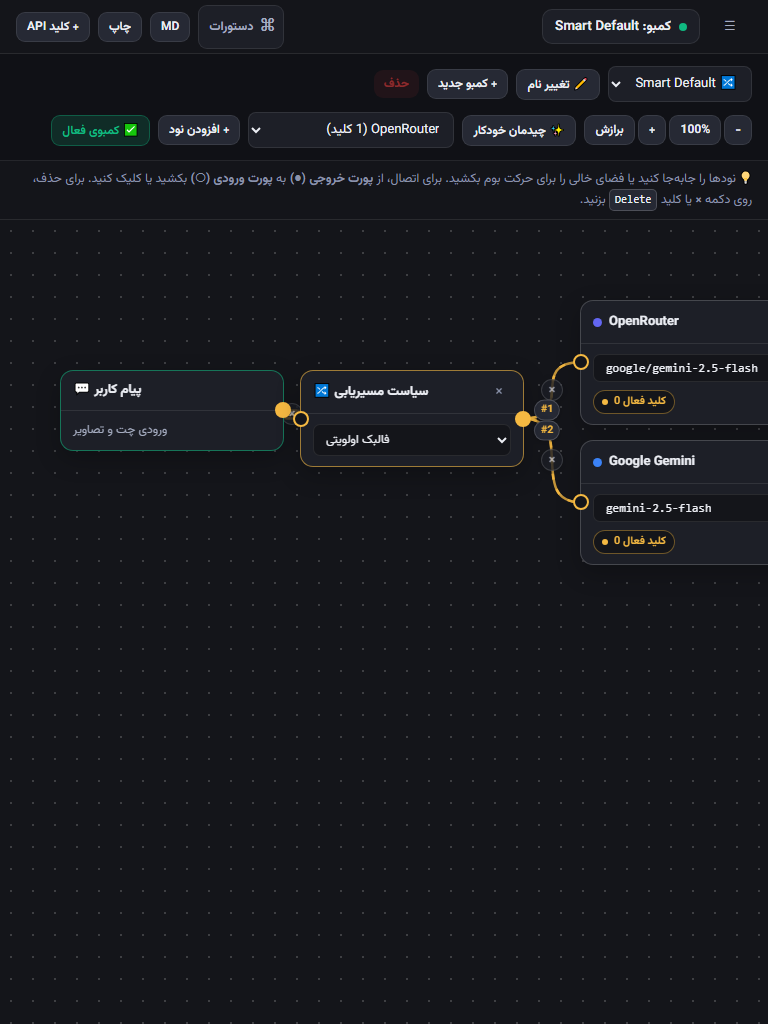 ☰
کمبو: Smart Default
⌘ دستورات
MD
چاپ
+ کلید API
🔀 Smart Default
✏️ تغییر نام
+ کمبو جدید
حذف
-
100%
+
برازش
✨ چیدمان خودکار
OpenRouter (1 کلید)
+ افزودن نود
✅ کمبوی فعال
💡 نودها را جابه‌جا کنید یا فضای خالی را برای حرکت بوم بکشید. برای اتصال، از پورت خروجی (●) به پورت ورودی (○) بکشید یا کلیک کنید. برای حذف،
روی دکمه × یا کلید Delete بزنید.
OpenRouter
google/gemini-2.5-flash
0 کلید فعال
💬 پیام کاربر
ورودی چت و تصاویر
🔀 سیاست مسیریابی ×
فالبک اولویتی
×
#1
#2
×
Google Gemini
gemini-2.5-flash
0 کلید فعال